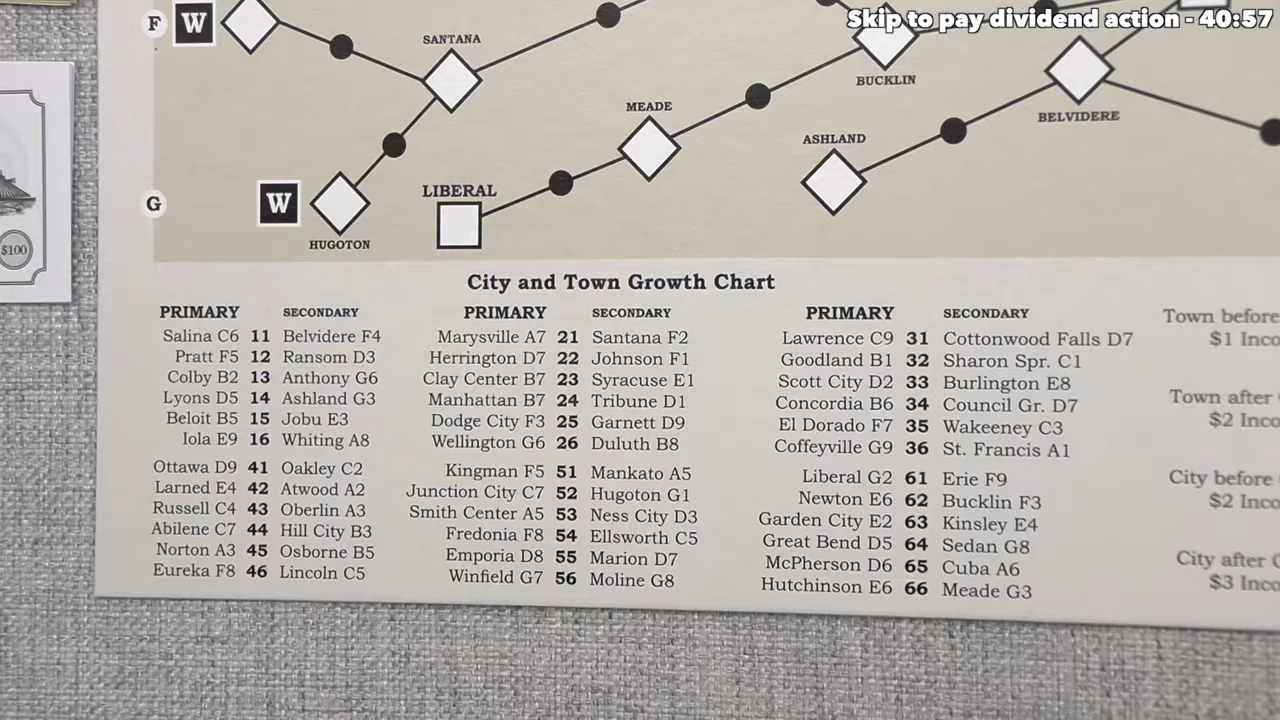 Skip to pay dividend action - 40:57
F W
SANTANA
BUCKLIN
MEADE
BELVIDERE
ASHLAND
LIBERAL
G W
HUGOTON
$100
City and Town Growth Chart
PRIMARY SECONDARY PRIMARY SECONDARY PRIMARY SECONDARY
Salina C6 11 Belvidere F4 Marysville A7 21 Santana F2 Lawrence C9 31 Cottonwood Falls D7
Pratt F5 12 Ransom D3 Herrington D7 22 Johnson F1 Goodland B1 32 Sharon Spr. C1
Colby B2 13 Anthony G6 Clay Center B7 23 Syracuse E1 Scott City D2 33 Burlington E8
Lyons D5 14 Ashland G3 Manhattan B7 24 Tribune D1 Concordia B6 34 Council Gr. D7
Beloit B5 15 Jobu E3 Dodge City F3 25 Garnett D9 El Dorado F7 35 Wakeeney C3
Iola E9 16 Whiting A8 Wellington G6 26 Duluth B8 Coffeyville G9 36 St. Francis A1
Ottawa D9 41 Oakley C2 Kingman F5 51 Mankato A5 Liberal G2 61 Erie F9
Larned E4 42 Atwood A2 Junction City C7 52 Hugoton G1 Newton E6 62 Bucklin F3
Russell C4 43 Oberlin A3 Smith Center A5 53 Ness City D3 Garden City E2 63 Kinsley E4
Abilene C7 44 Hill City B3 Fredonia F8 54 Ellsworth C5 Great Bend D5 64 Sedan G8
Norton A3 45 Osborne B5 Emporia D8 55 Marion D7 McPherson D6 65 Cuba A6
Eureka F8 46 Lincoln C5 Winfield G7 56 Moline G8 Hutchinson E6 66 Meade G3
Town before
$1 Inco
Town after
$2 Inco
City before
$2 Inco
City after
$3 Inco